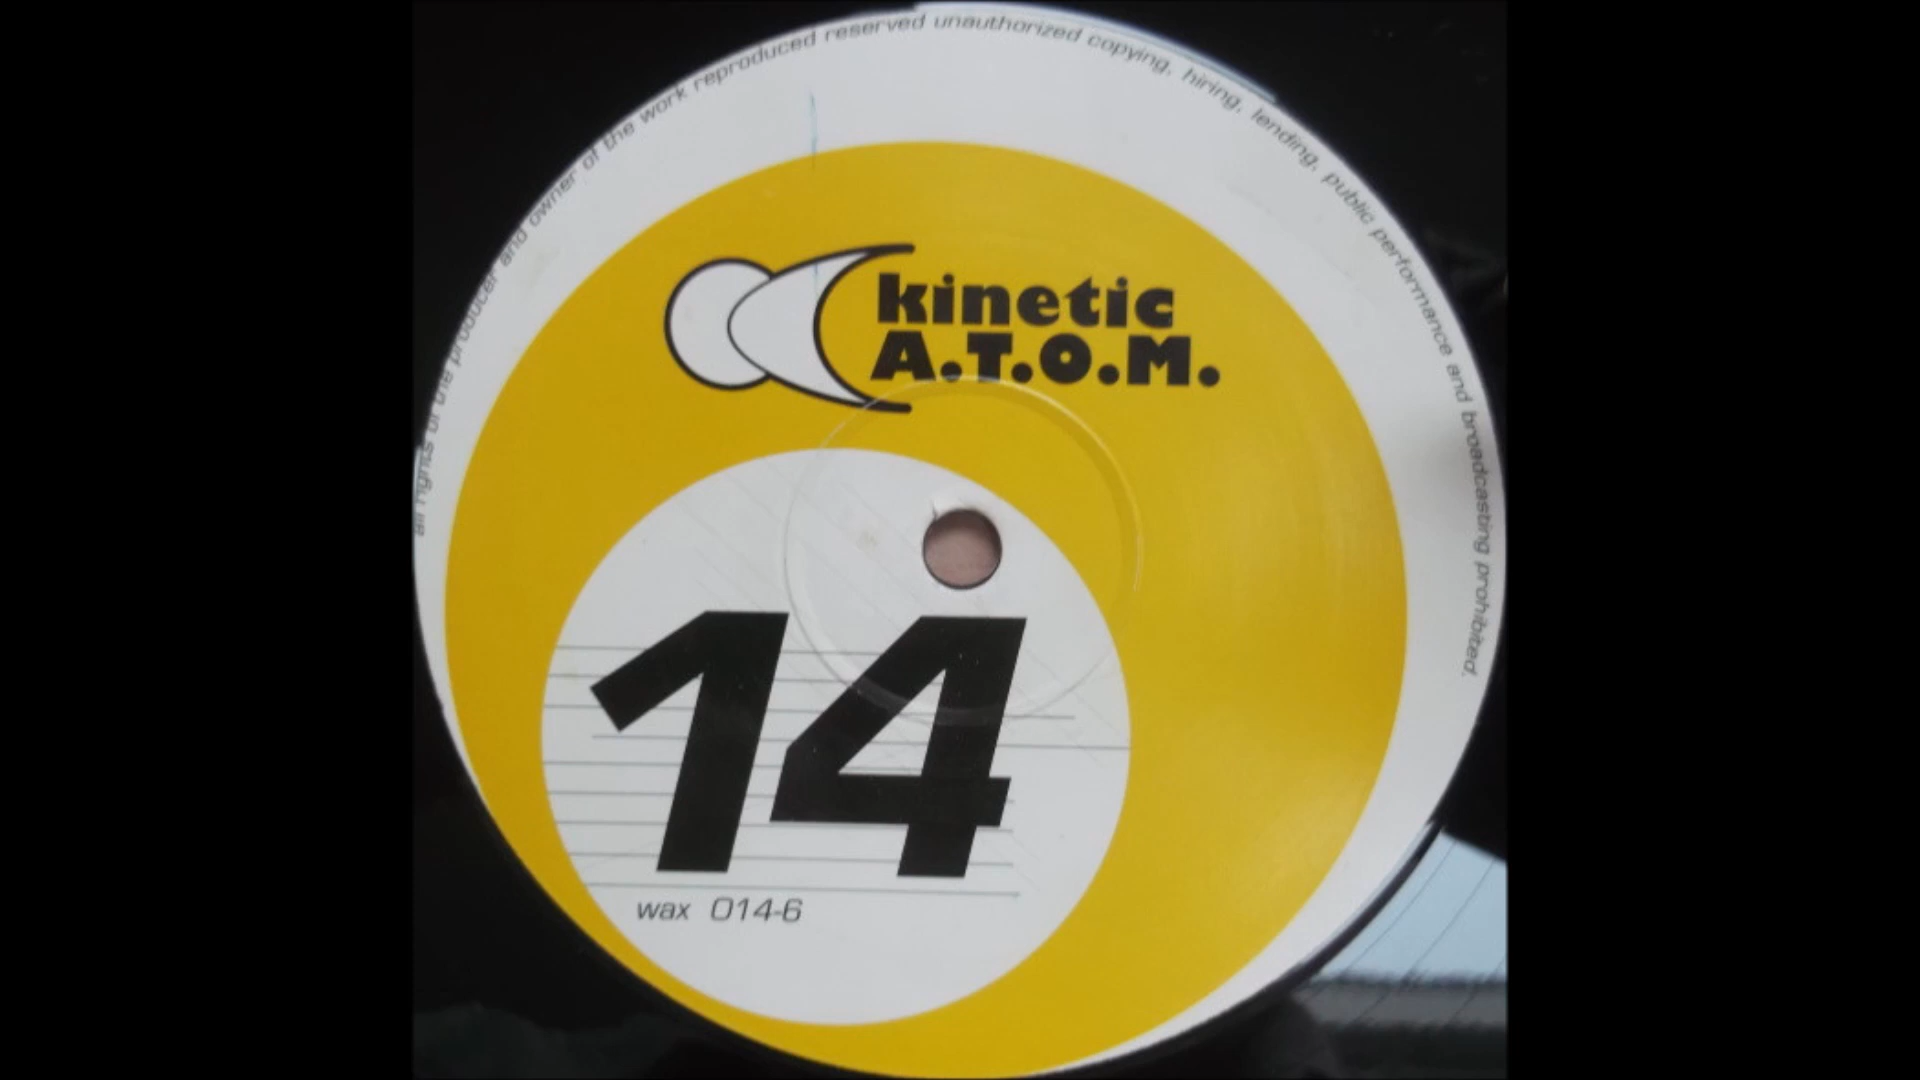 all rights of the producer and owner of the work reproduced reserved unauthorized copying, hiring, lending, public performance and broadcasting prohibited.
kinetic
A.T.O.M.
14
wax 014-6